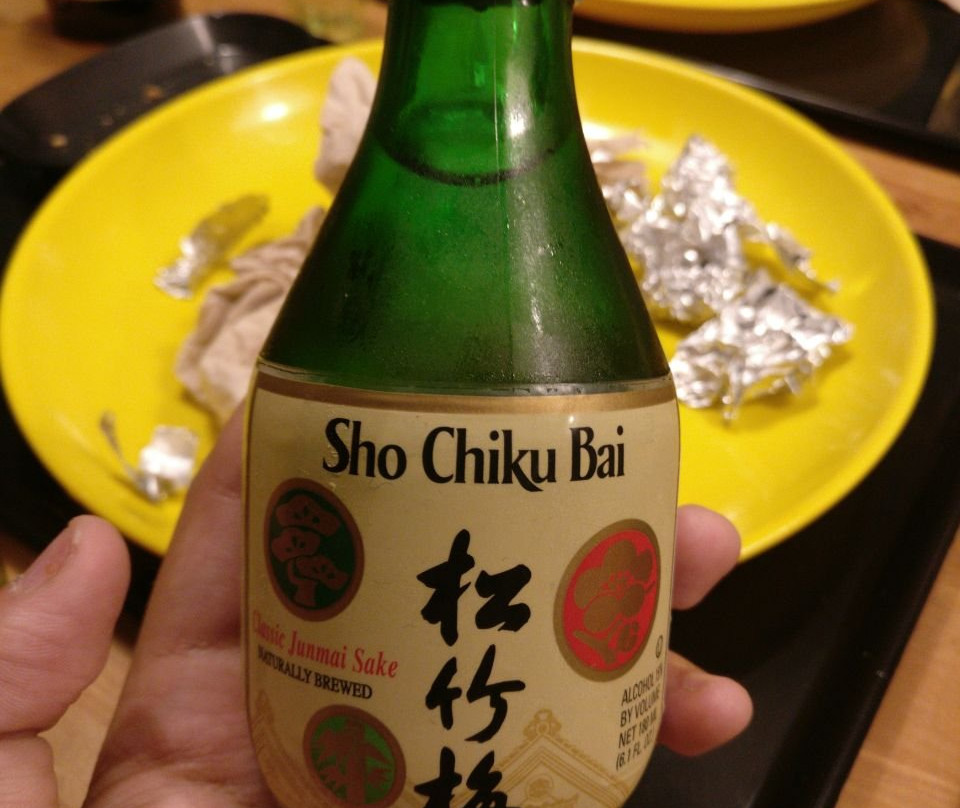 Sho Chiku Bai
松
竹
梅
Classic Junmai Sake
NATURALLY BREWED
ALCOHOL
BY VOLUME
NET 180 ML
(6.1 FL. OZ.)